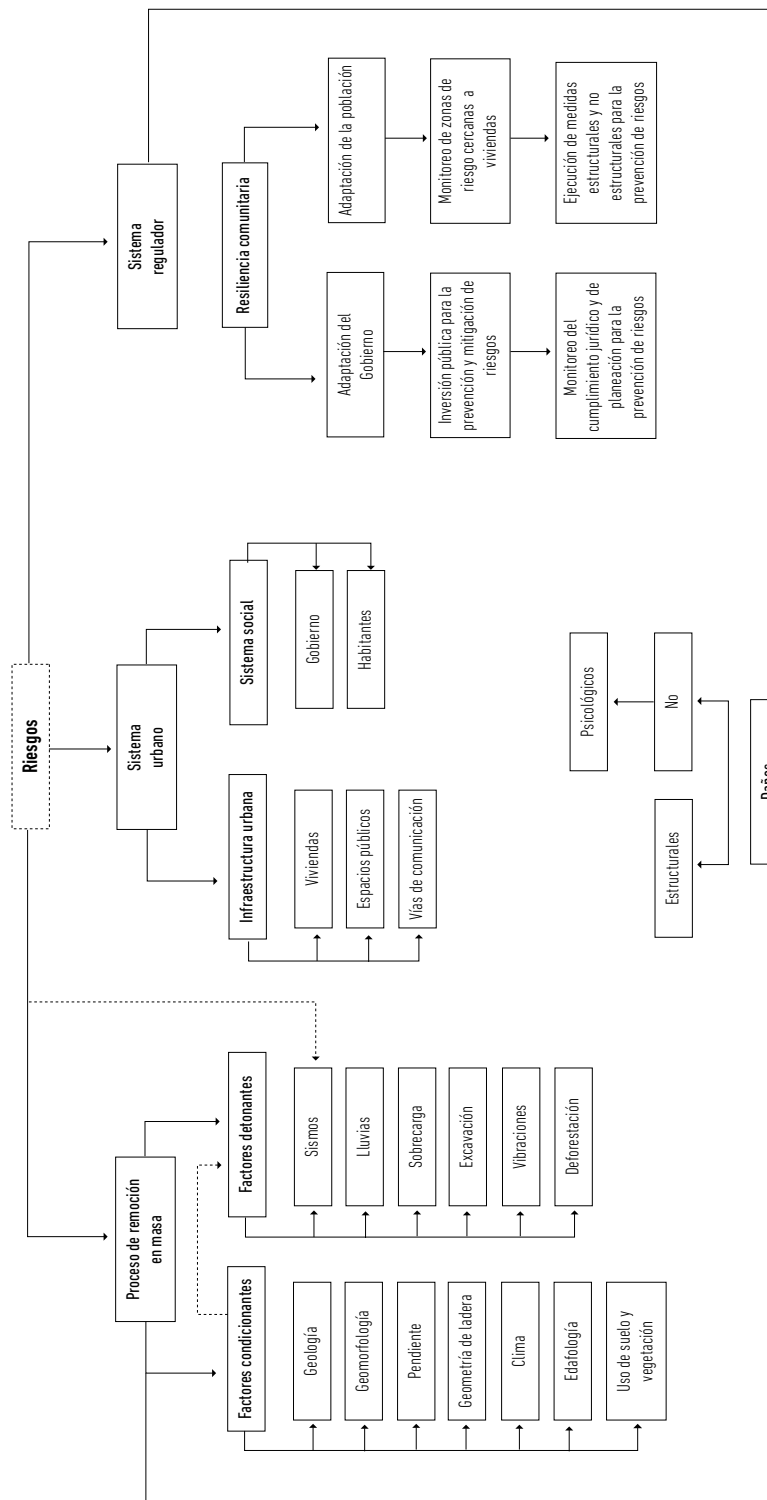 Riesgos
Proceso de remoción
en masa
Factores condicionantes
Geología
Geomorfología
Pendiente
Geometría de ladera
Clima
Edafología
Uso de suelo y
vegetación
Factores detonantes
Sismos
Lluvias
Sobrecarga
Excavación
Vibraciones
Deforestación
Sistema
urbano
Infraestructura urbana
Viviendas
Espacios públicos
Vías de comunicación
Sistema social
Gobierno
Habitantes
Sistema
regulador
Resiliencia comunitaria
Adaptación del
Gobierno
Inversión pública para la
prevención y mitigación de
riesgos
Monitoreo del
cumplimiento jurídico y de
planeación para la
prevención de riesgos
Adaptación de la población
Monitoreo de zonas de
riesgo cercanas a
viviendas
Ejecución de medidas
estructurales y no
estructurales para la
prevención de riesgos
Psicológicos
Estructurales
No
Daños